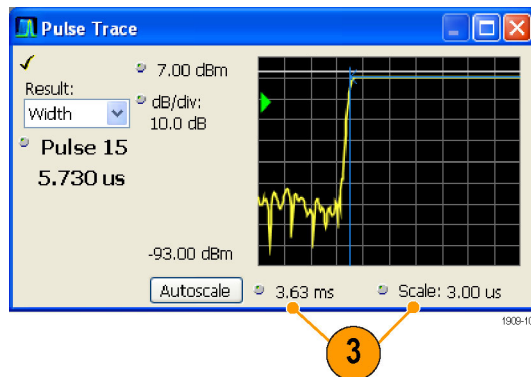 Pulse Trace
Result:
Width
Pulse 15
5.730 us
7.00 dBm
dB/div:
10.0 dB
-93.00 dBm
Autoscale
3.63 ms
Scale: 3.00 us
3